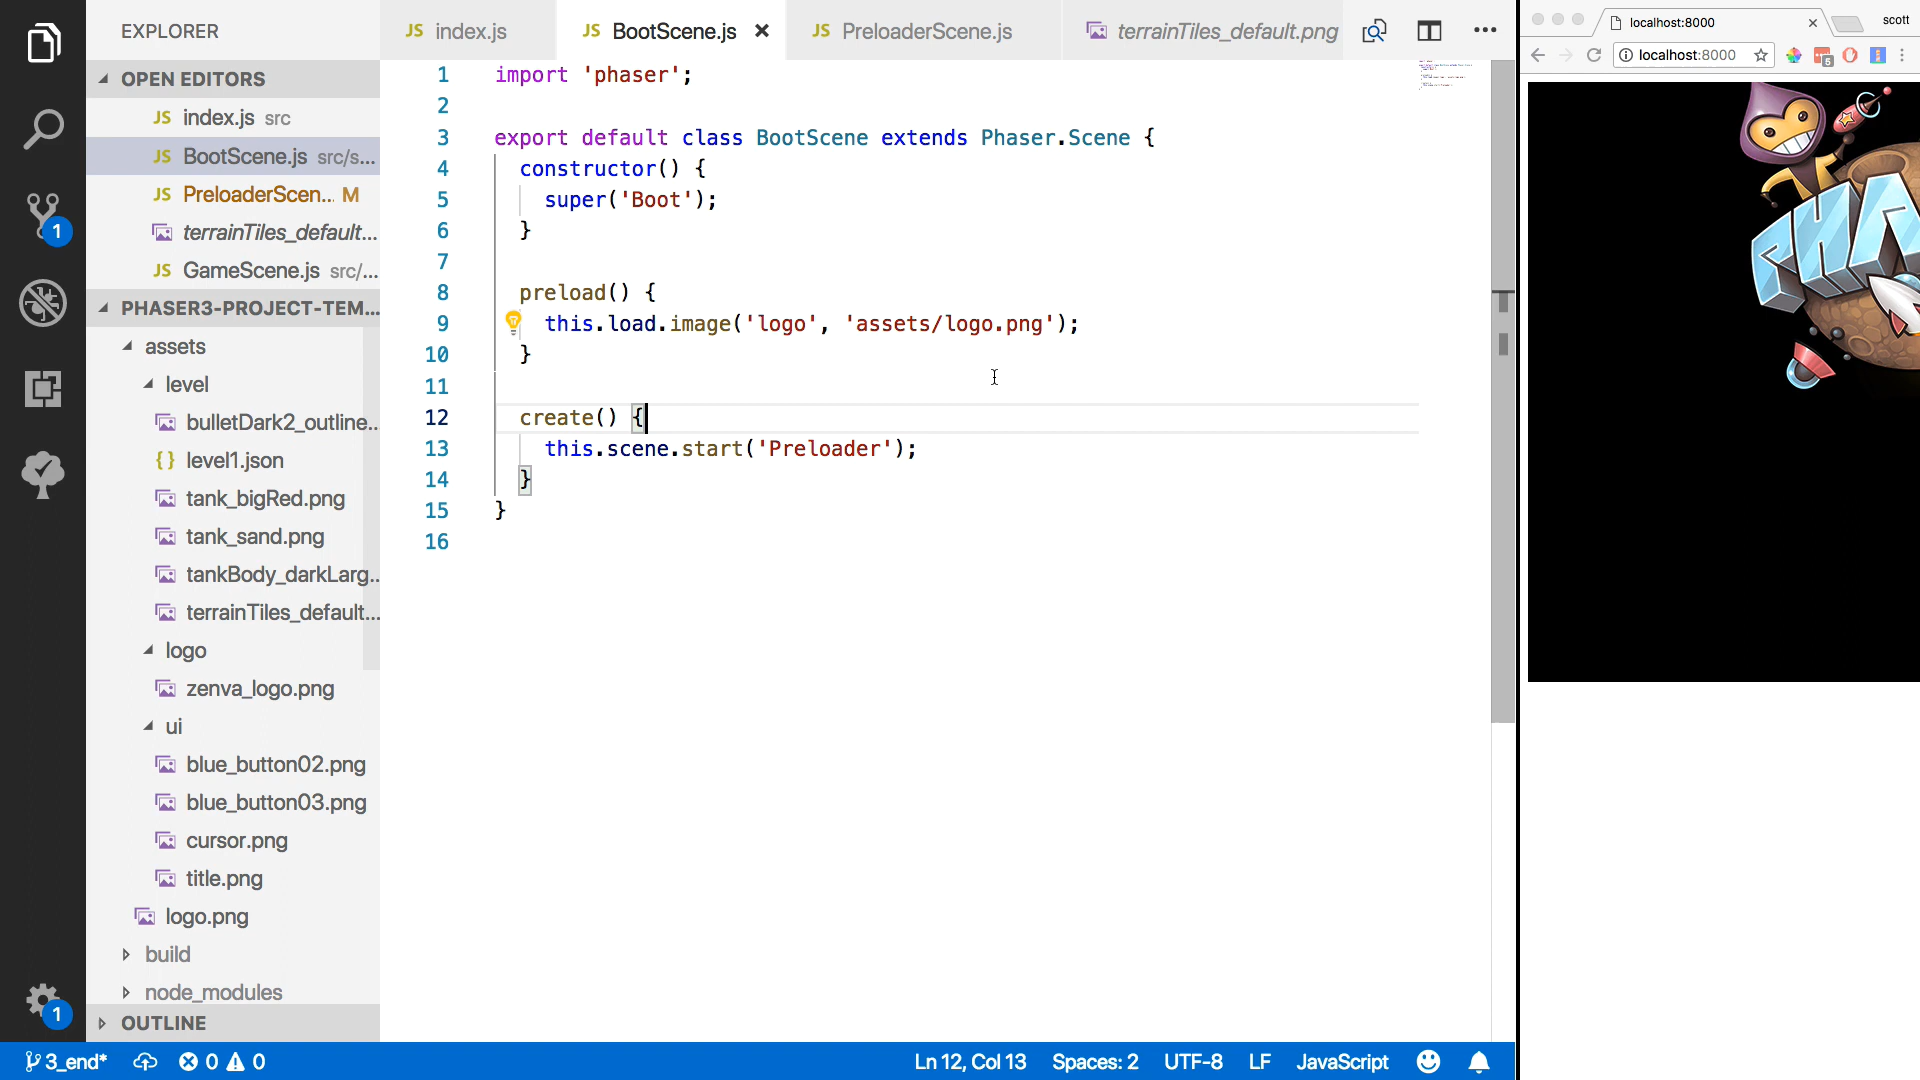 EXPLORER
OPEN EDITORS
JS index.js src
JS BootScene.js src/s...
JS PreloaderScen... M
terrainTiles_default...
JS GameScene.js src/...
PHASER3-PROJECT-TEM...
assets
level
bulletDark2_outline...
{} level1.json
tank_bigRed.png
tank_sand.png
tankBody_darkLarg...
terrainTiles_default...
logo
zenva_logo.png
ui
blue_button02.png
blue_button03.png
cursor.png
title.png
logo.png
build
node_modules
OUTLINE
1
1
JS index.js
JS BootScene.js
JS PreloaderScene.js
terrainTiles_default.png
1 import 'phaser';
2
3 export default class BootScene extends Phaser.Scene {
4 constructor() {
5 super('Boot');
6 }
7
8 preload() {
9 this.load.image('logo', 'assets/logo.png');
10 }
11
12 create() {
13 this.scene.start('Preloader');
14 }
15 }
16
3_end* 0 0
Ln 12, Col 13 Spaces: 2 UTF-8 LF JavaScript
localhost:8000
scott
localhost:8000
5